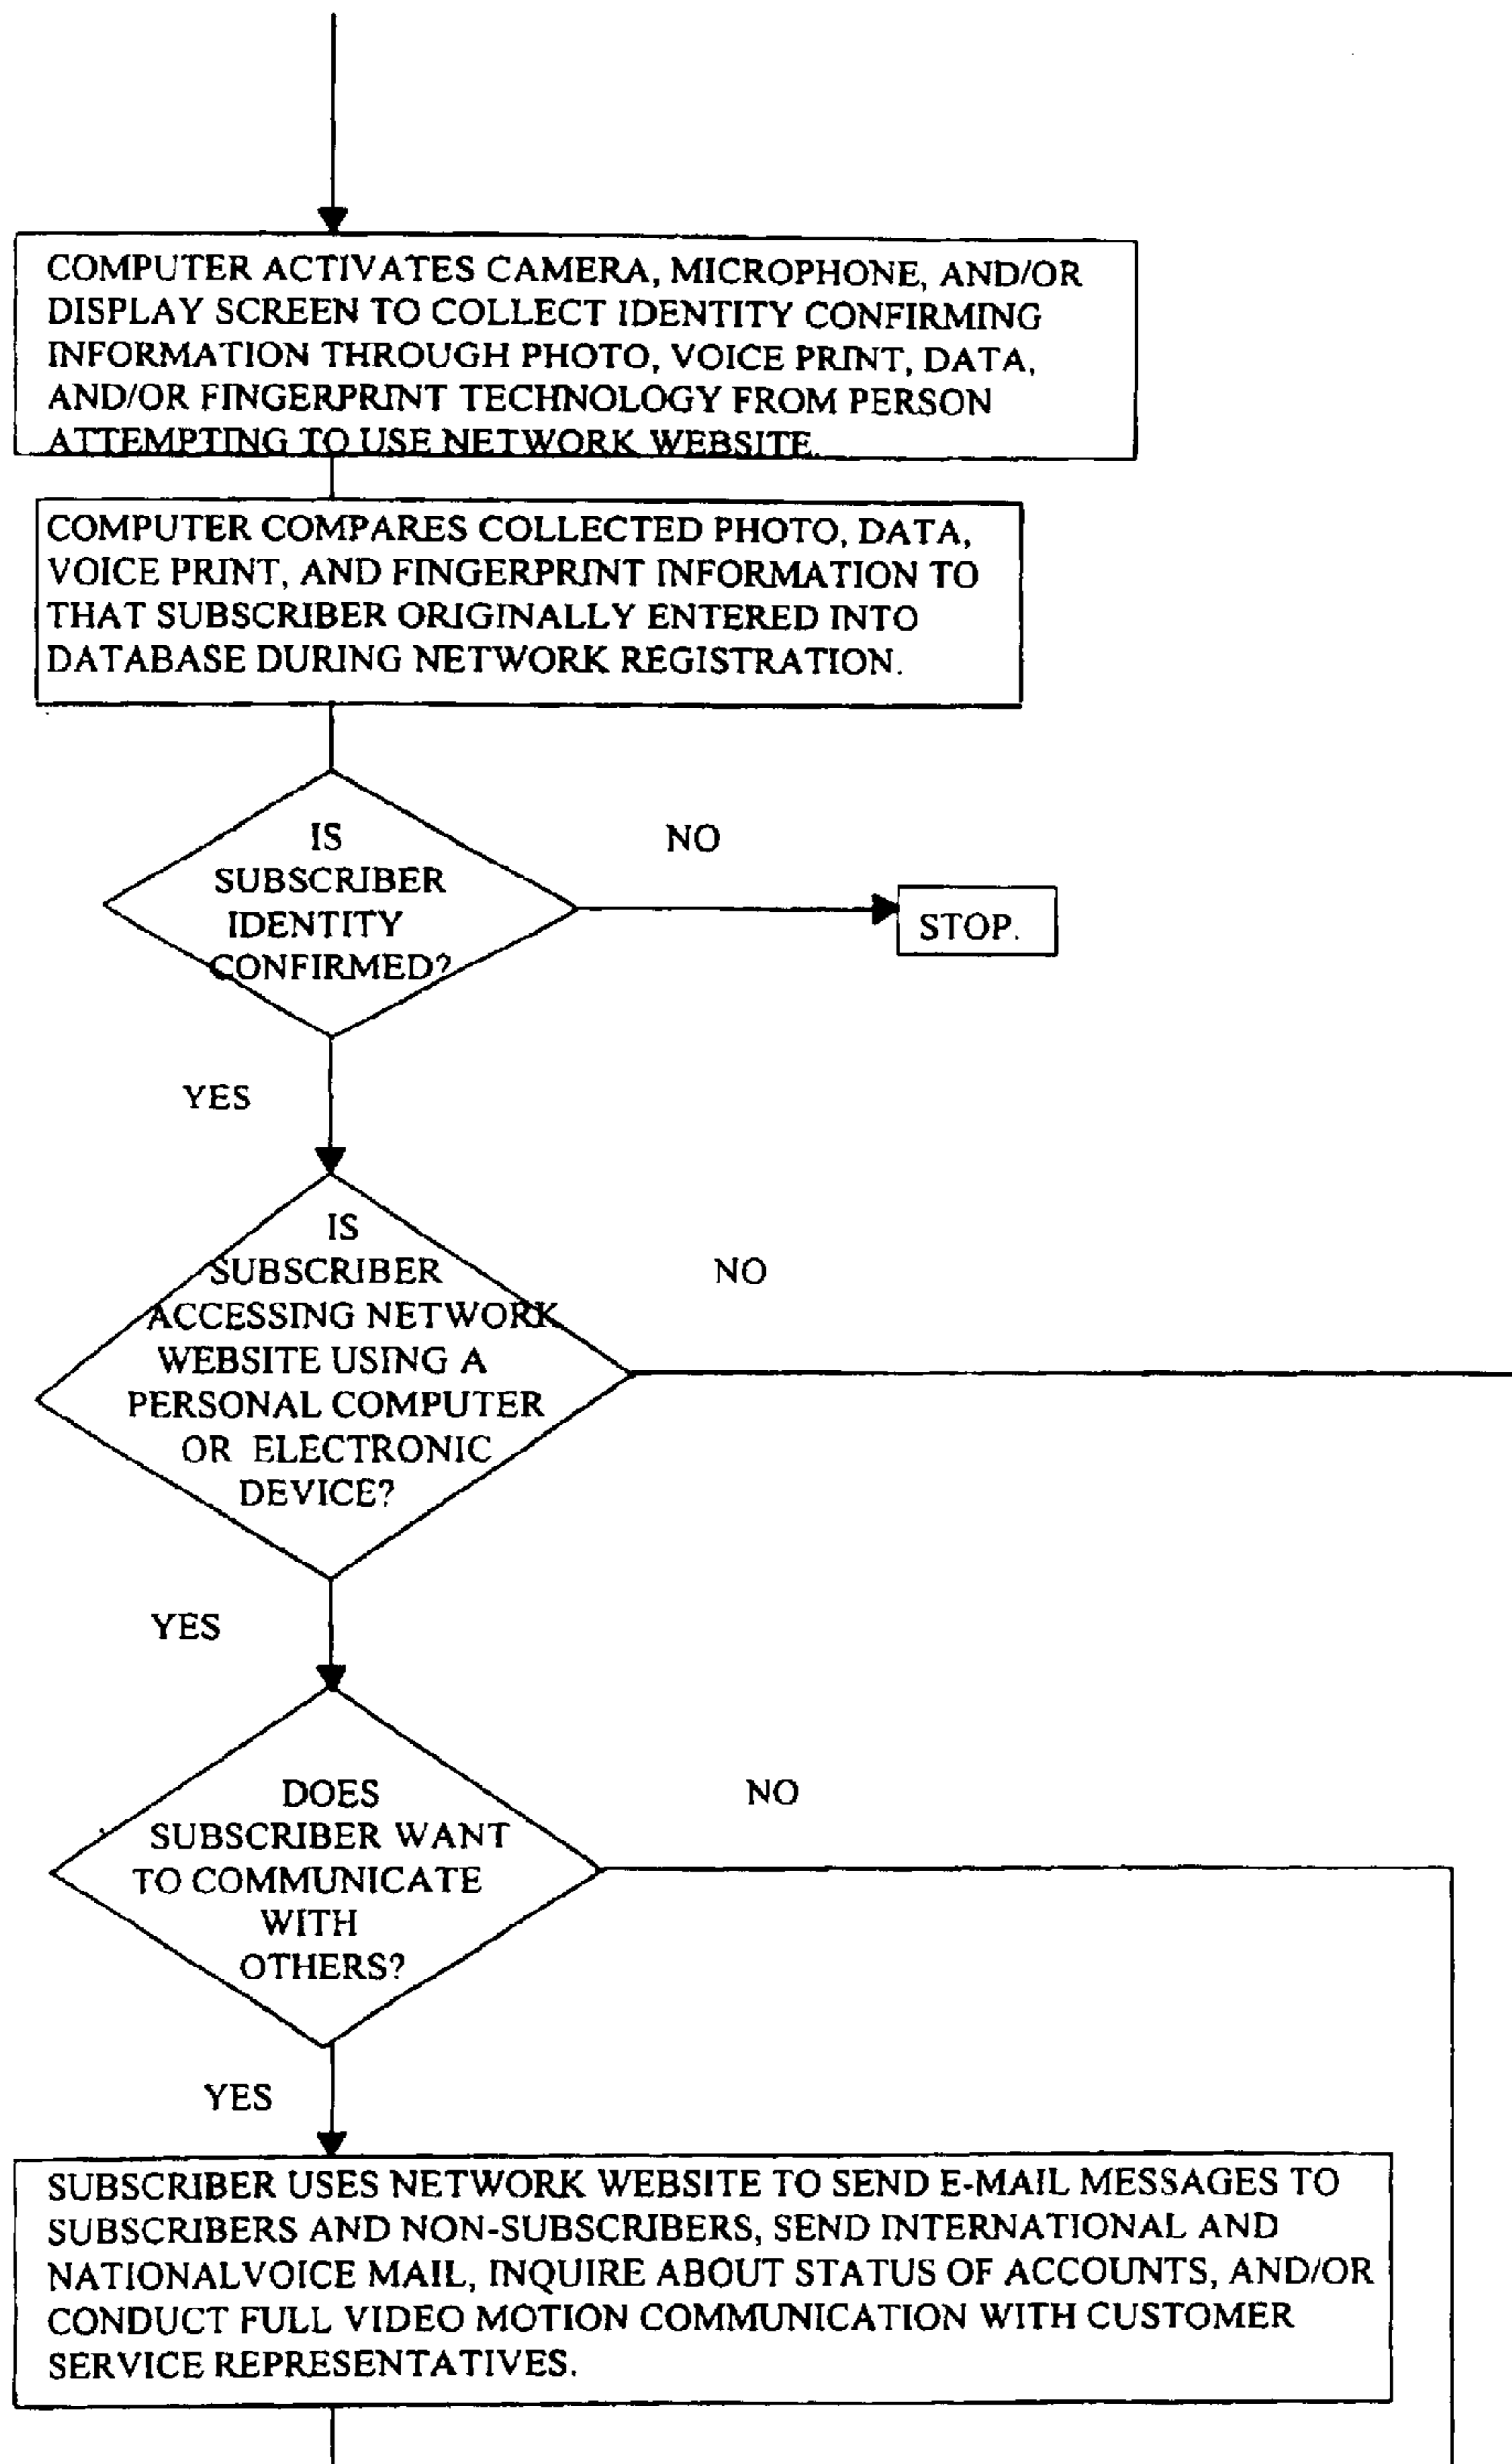 COMPUTER ACTIVATES CAMERA, MICROPHONE, AND/OR
DISPLAY SCREEN TO COLLECT IDENTITY CONFIRMING
INFORMATION THROUGH PHOTO, VOICE PRINT, DATA,
AND/OR FINGERPRINT TECHNOLOGY FROM PERSON
ATTEMPTING TO USE NETWORK WEBSITE.
COMPUTER COMPARES COLLECTED PHOTO, DATA,
VOICE PRINT, AND FINGERPRINT INFORMATION TO
THAT SUBSCRIBER ORIGINALLY ENTERED INTO
DATABASE DURING NETWORK REGISTRATION.
IS
SUBSCRIBER
IDENTITY
CONFIRMED?
NO
STOP.
YES
IS
SUBSCRIBER
ACCESSING NETWORK
WEBSITE USING A
PERSONAL COMPUTER
OR ELECTRONIC
DEVICE?
NO
YES
DOES
SUBSCRIBER WANT
TO COMMUNICATE
WITH
OTHERS?
NO
YES
SUBSCRIBER USES NETWORK WEBSITE TO SEND E-MAIL MESSAGES TO
SUBSCRIBERS AND NON-SUBSCRIBERS, SEND INTERNATIONAL AND
NATIONALVOICE MAIL, INQUIRE ABOUT STATUS OF ACCOUNTS, AND/OR
CONDUCT FULL VIDEO MOTION COMMUNICATION WITH CUSTOMER
SERVICE REPRESENTATIVES.